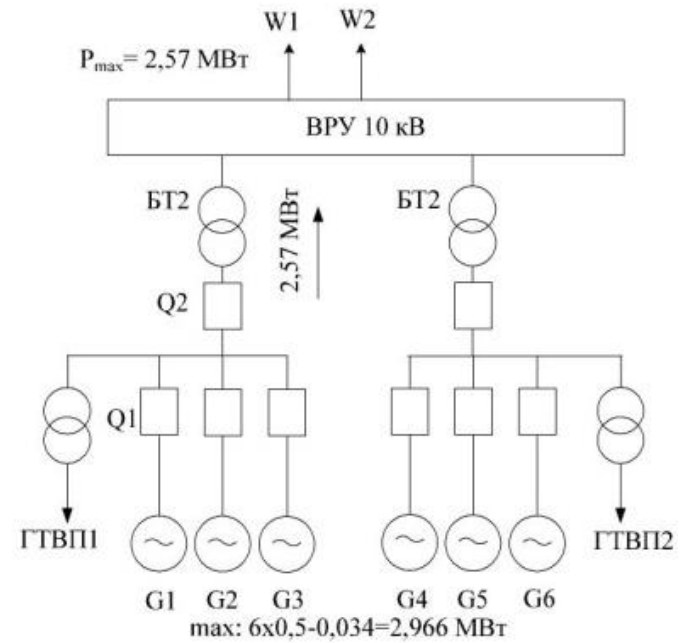 W1 W2
Pmax= 2,57 МВт
ВРУ 10 кВ
БТ2 БТ2
2,57 МВт
Q2
Q1
ГТВП1 ГТВП2
G1 G2 G3 G4 G5 G6
max: 6x0,5-0,034=2,966 МВт